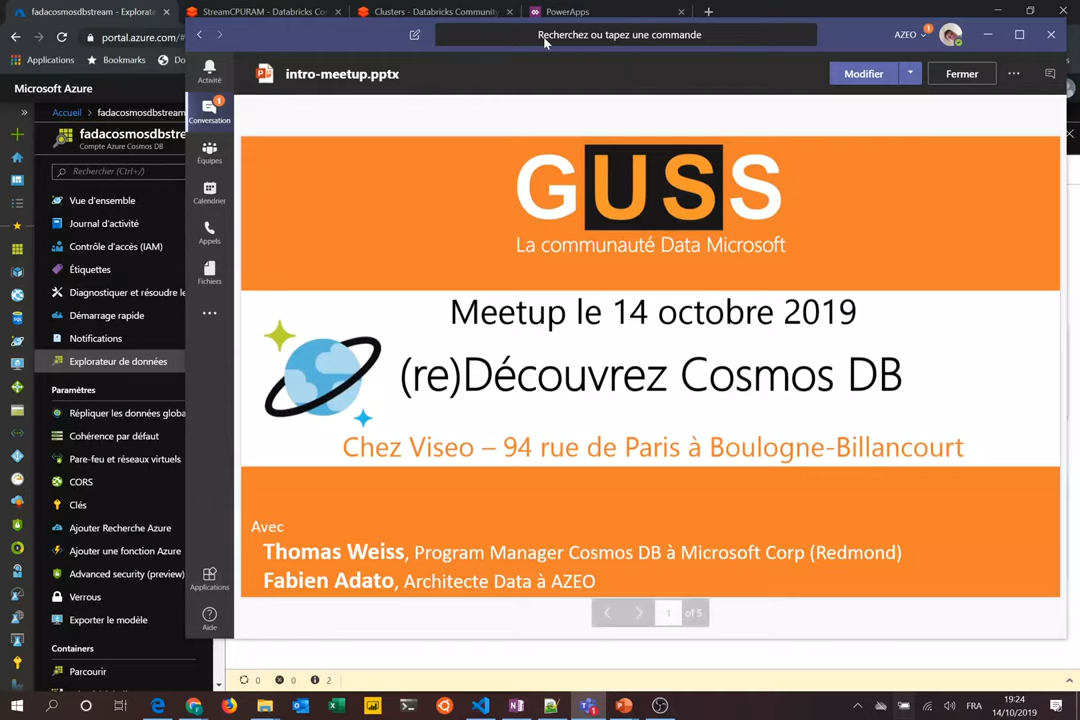 fadacosmosdbstream - Explorat
StreamCPURAM - Databricks Co
Clusters - Databricks Community
PowerApps
portal.azure.com/#
Applications
Bookmarks
Do
Recherchez ou tapez une commande
AZEO
Microsoft Azure
intro-meetup.pptx
Modifier
Fermer
Accueil > fadacosmosdbstream
fadacosmosdbstre
Compte Azure Cosmos DB
Rechercher (Ctrl+/)
Vue d'ensemble
Journal d'activité
Contrôle d'accès (IAM)
Étiquettes
Diagnostiquer et résoudre le
Démarrage rapide
Notifications
Explorateur de données
Paramètres
Répliquer les données globa
Cohérence par défaut
Pare-feu et réseaux virtuels
CORS
Clés
Ajouter Recherche Azure
Ajouter une fonction Azure
Advanced security (preview)
Verrous
Exporter le modèle
Containers
Parcourir
Activité
Conversation
Équipes
Calendrier
Appels
Fichiers
Applications
Aide
GUSS
La communauté Data Microsoft
Meetup le 14 octobre 2019
(re)Découvrez Cosmos DB
Chez Viseo – 94 rue de Paris à Boulogne-Billancourt
Avec
Thomas Weiss, Program Manager Cosmos DB à Microsoft Corp (Redmond)
Fabien Adato, Architecte Data à AZEO
1 of 5
0 0 2
FRA
19:24
14/10/2019